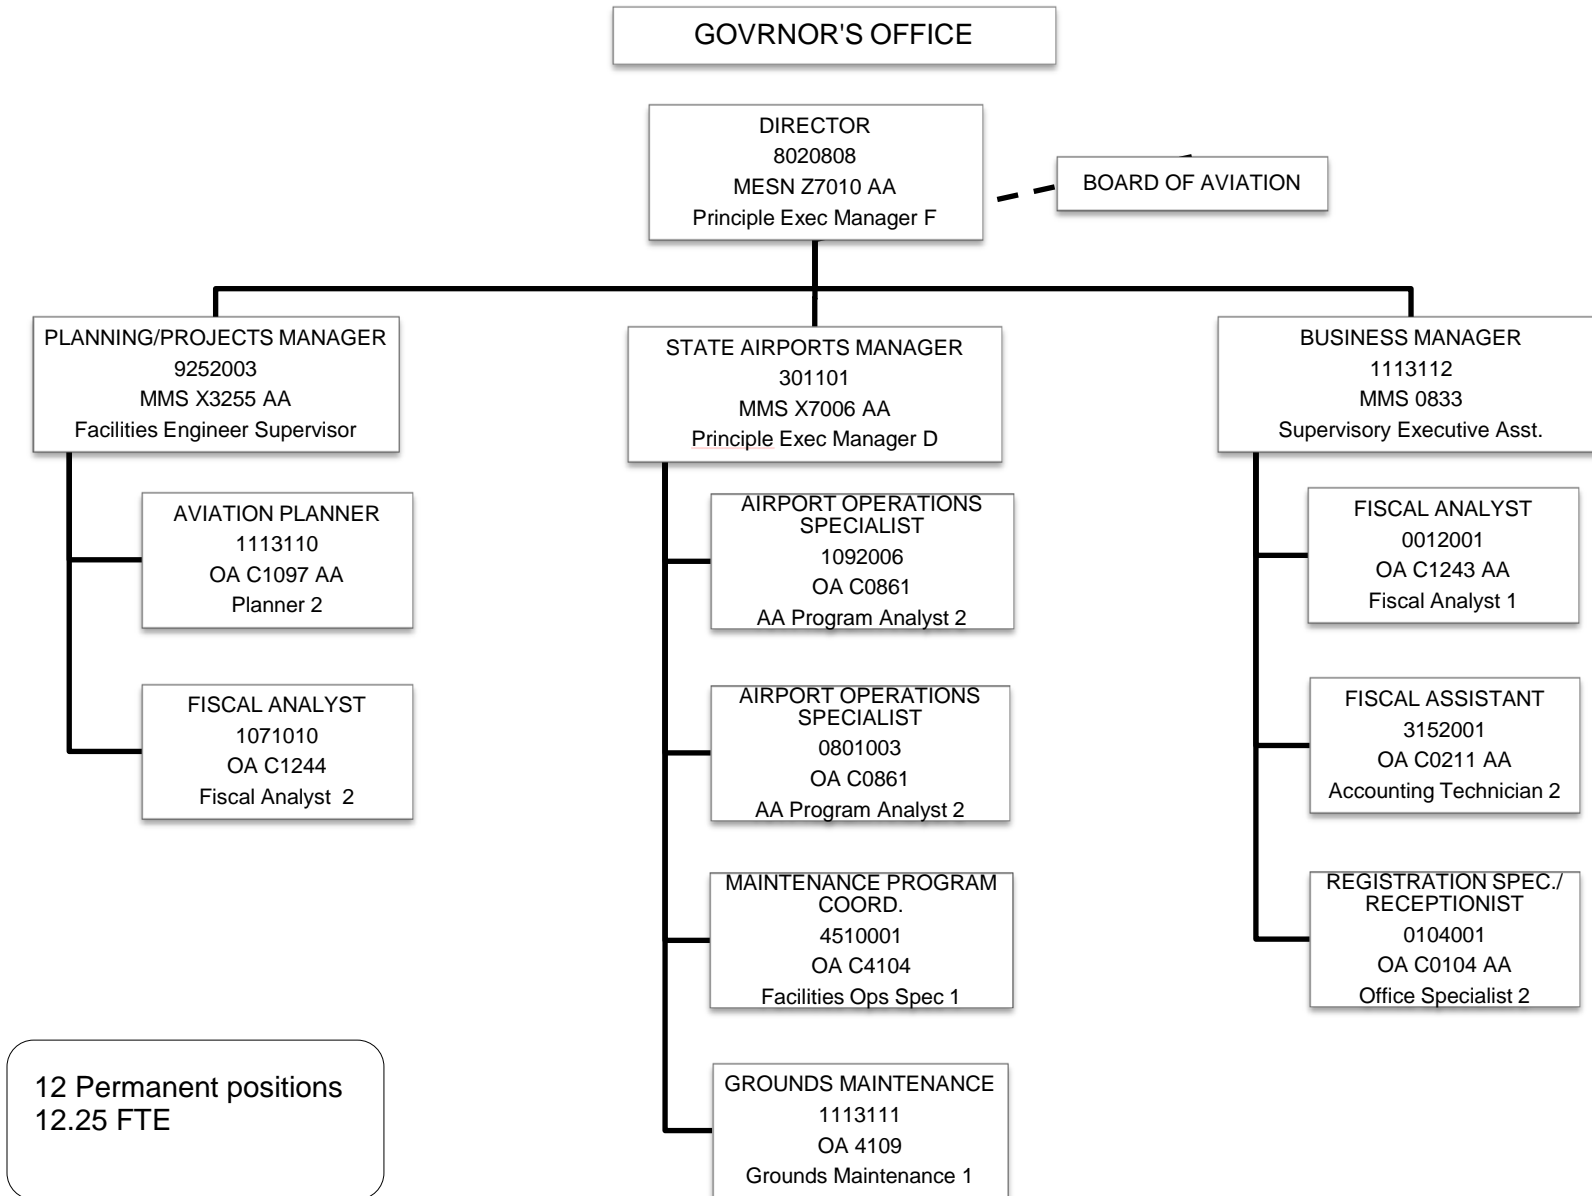 GOVRNOR'S OFFICE
DIRECTOR
8020808
MESN Z7010 AA
Principle Exec Manager F
BOARD OF AVIATION
PLANNING/PROJECTS MANAGER
9252003
MMS X3255 AA
Facilities Engineer Supervisor
AVIATION PLANNER
1113110
OA C1097 AA
Planner 2
FISCAL ANALYST
1071010
OA C1244
Fiscal Analyst 2
STATE AIRPORTS MANAGER
301101
MMS X7006 AA
Principle Exec Manager D
AIRPORT OPERATIONS
SPECIALIST
1092006
OA C0861
AA Program Analyst 2
AIRPORT OPERATIONS
SPECIALIST
0801003
OA C0861
AA Program Analyst 2
MAINTENANCE PROGRAM
COORD.
4510001
OA C4104
Facilities Ops Spec 1
GROUNDS MAINTENANCE
1113111
OA 4109
Grounds Maintenance 1
BUSINESS MANAGER
1113112
MMS 0833
Supervisory Executive Asst.
FISCAL ANALYST
0012001
OA C1243 AA
Fiscal Analyst 1
FISCAL ASSISTANT
3152001
OA C0211 AA
Accounting Technician 2
REGISTRATION SPEC./
RECEPTIONIST
0104001
OA C0104 AA
Office Specialist 2
12 Permanent positions
12.25 FTE